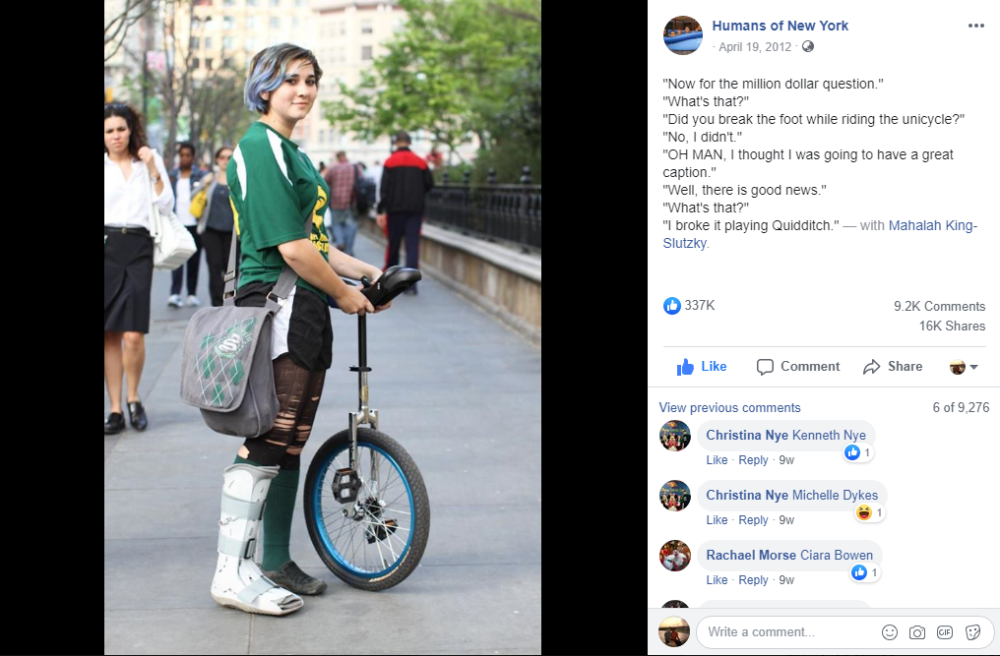 Humans of New York
· April 19, 2012 ·
"Now for the million dollar question."
"What's that?"
"Did you break the foot while riding the unicycle?"
"No, I didn't."
"OH MAN, I thought I was going to have a great
caption."
"Well, there is good news."
"What's that?"
"I broke it playing Quidditch." — with Mahalah King-
Slutzky.
337K
9.2K Comments
16K Shares
Like Comment Share
View previous comments 6 of 9,276
Christina Nye Kenneth Nye
1
Like · Reply · 9w
Christina Nye Michelle Dykes
1
Like · Reply · 9w
Rachael Morse Ciara Bowen
1
Like · Reply · 9w
Write a comment...
GIF